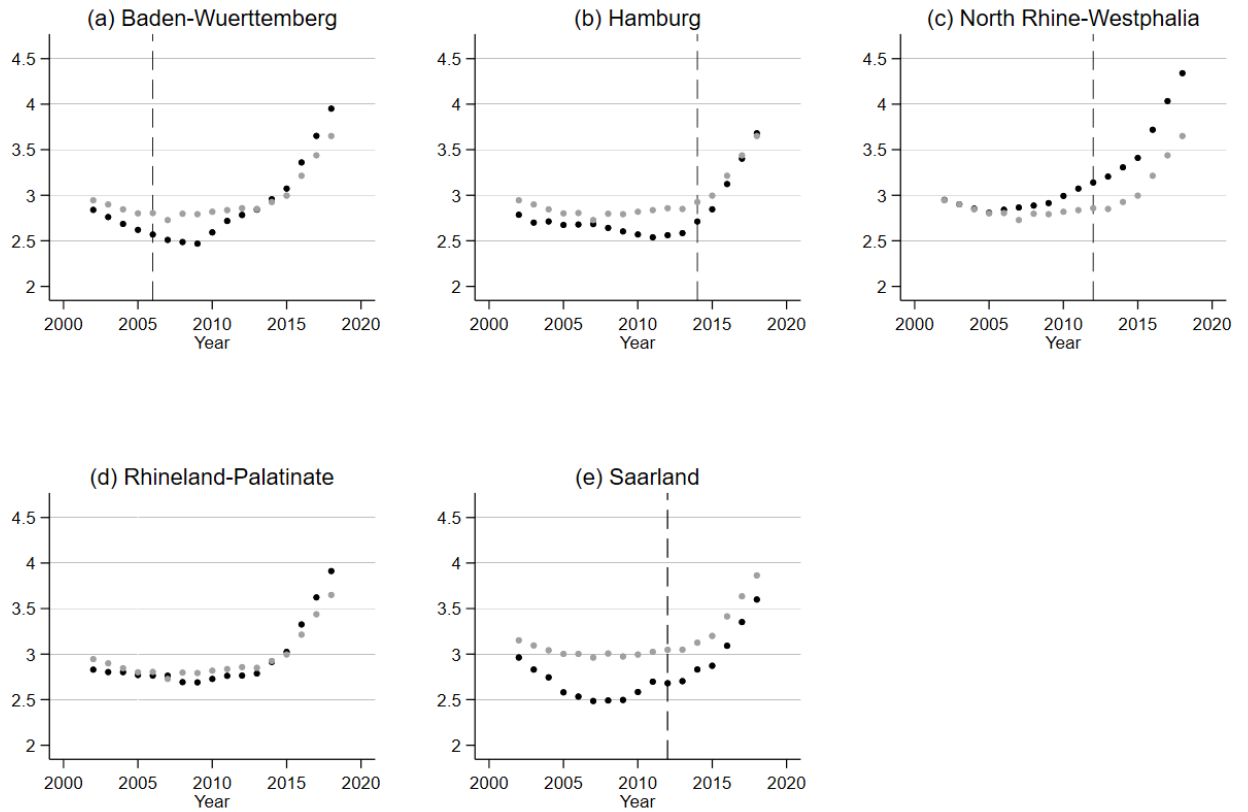 (a) Baden-Wuerttemberg
4.5
4
3.5
3
2.5
2
2000 2005 2010 2015 2020
Year
(b) Hamburg
4.5
4
3.5
3
2.5
2
2000 2005 2010 2015 2020
Year
(c) North Rhine-Westphalia
4.5
4
3.5
3
2.5
2
2000 2005 2010 2015 2020
Year
(d) Rhineland-Palatinate
4.5
4
3.5
3
2.5
2
2000 2005 2010 2015 2020
Year
(e) Saarland
4.5
4
3.5
3
2.5
2
2000 2005 2010 2015 2020
Year